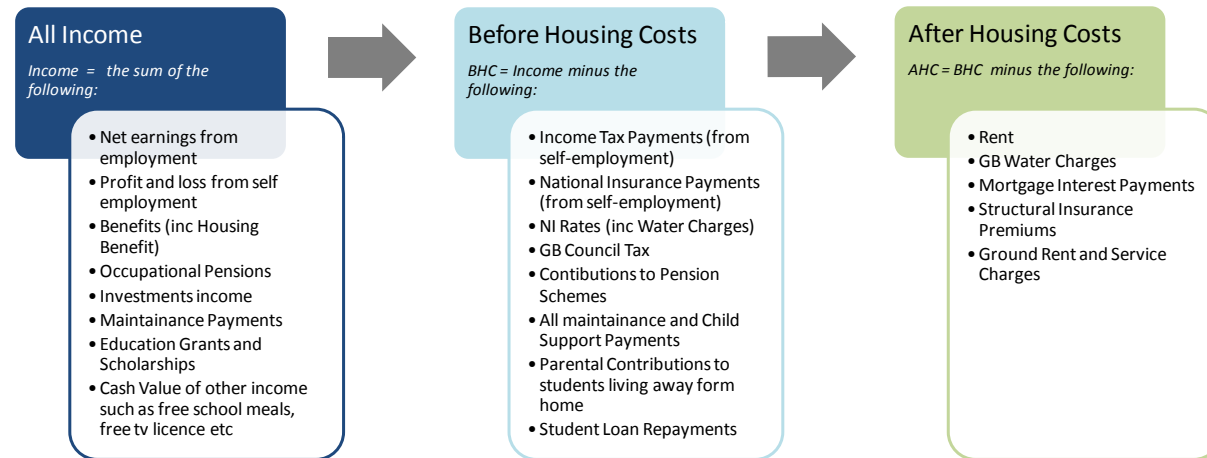 All Income
Income = the sum of the
following:
• Net earnings from
employment
• Profit and loss from self
employment
• Benefits (inc Housing
Benefit)
• Occupational Pensions
• Investments income
• Maintainance Payments
• Education Grants and
Scholarships
• Cash Value of other income
such as free school meals,
free tv licence etc
Before Housing Costs
BHC = Income minus the
following:
• Income Tax Payments (from
self-employment)
• National Insurance Payments
(from self-employment)
• NI Rates (inc Water Charges)
• GB Council Tax
• Contibutions to Pension
Schemes
• All maintainance and Child
Support Payments
• Parental Contributions to
students living away form
home
• Student Loan Repayments
After Housing Costs
AHC = BHC minus the following:
• Rent
• GB Water Charges
• Mortgage Interest Payments
• Structural Insurance
Premiums
• Ground Rent and Service
Charges